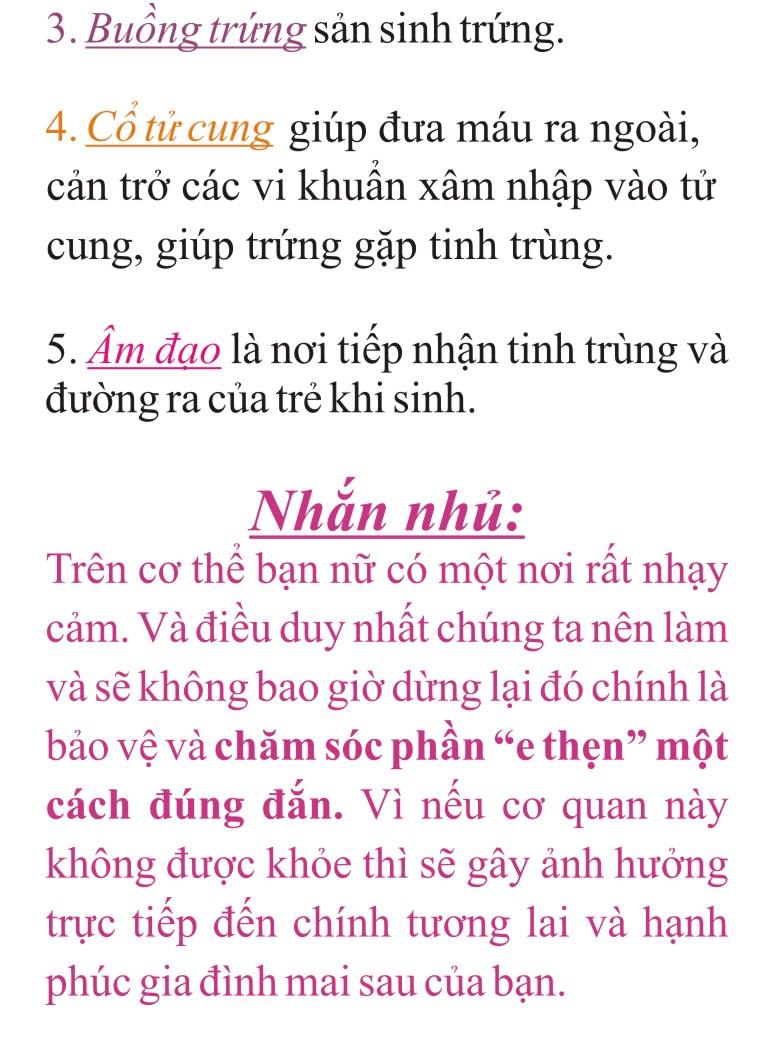 3. Buồng trứng sản sinh trứng.
4. Cổ tử cung giúp đưa máu ra ngoài,
cản trở các vi khuẩn xâm nhập vào tử
cung, giúp trứng gặp tinh trùng.
5. Âm đạo là nơi tiếp nhận tinh trùng và
đường ra của trẻ khi sinh.
Nhắn nhủ:
Trên cơ thể bạn nữ có một nơi rất nhạy
cảm. Và điều duy nhất chúng ta nên làm
và sẽ không bao giờ dừng lại đó chính là
bảo vệ và chăm sóc phần “e thẹn” một
cách đúng đắn. Vì nếu cơ quan này
không được khỏe thì sẽ gây ảnh hưởng
trực tiếp đến chính tương lai và hạnh
phúc gia đình mai sau của bạn.